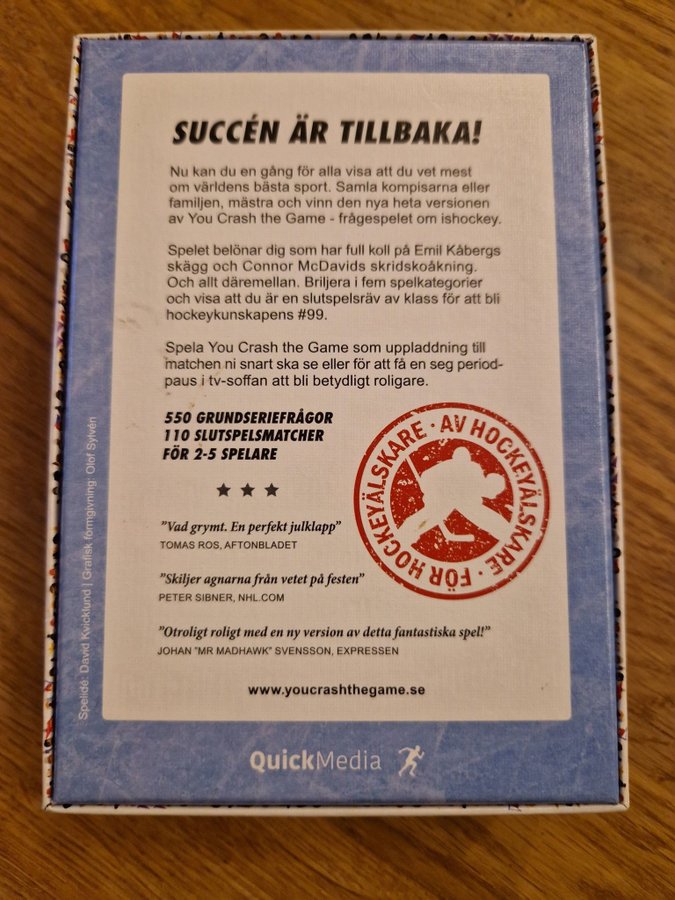 SUCCÉN ÄR TILLBAKA!
Nu kan du en gång för alla visa att du vet mest
om världens bästa sport. Samla kompisarna eller
familjen, mästra och vinn den nya heta versionen
av You Crash the Game - frågespelet om ishockey.
Spelet belönar dig som har full koll på Emil Kåbergs
skägg och Connor McDavids skridskoåkning.
Och allt däremellan. Briljera i fem spelkategorier
och visa att du är en slutspelsräv av klass för att bli
hockeykunskapens #99.
Spela You Crash the Game som uppladdning till
matchen ni snart ska se eller för att få en seg period-
paus i tv-soffan att bli betydligt roligare.
550 GRUNDSERIEFRÅGOR
110 SLUTSPELSMATCHER
FÖR 2-5 SPELARE
AV HOCKEYÄLSKARE · FÖR HOCKEYÄLSKARE ·
"Vad grymt. En perfekt julklapp"
TOMAS ROS, AFTONBLADET
"Skiljer agnarna från vetet på festen"
PETER SIBNER, NHL.COM
"Otroligt roligt med en ny version av detta fantastiska spel!"
JOHAN "MR MADHAWK" SVENSSON, EXPRESSEN
www.youcrashthegame.se
QuickMedia
Spelidé: David Kvicklund | Grafisk formgivning: Olof Sylvén